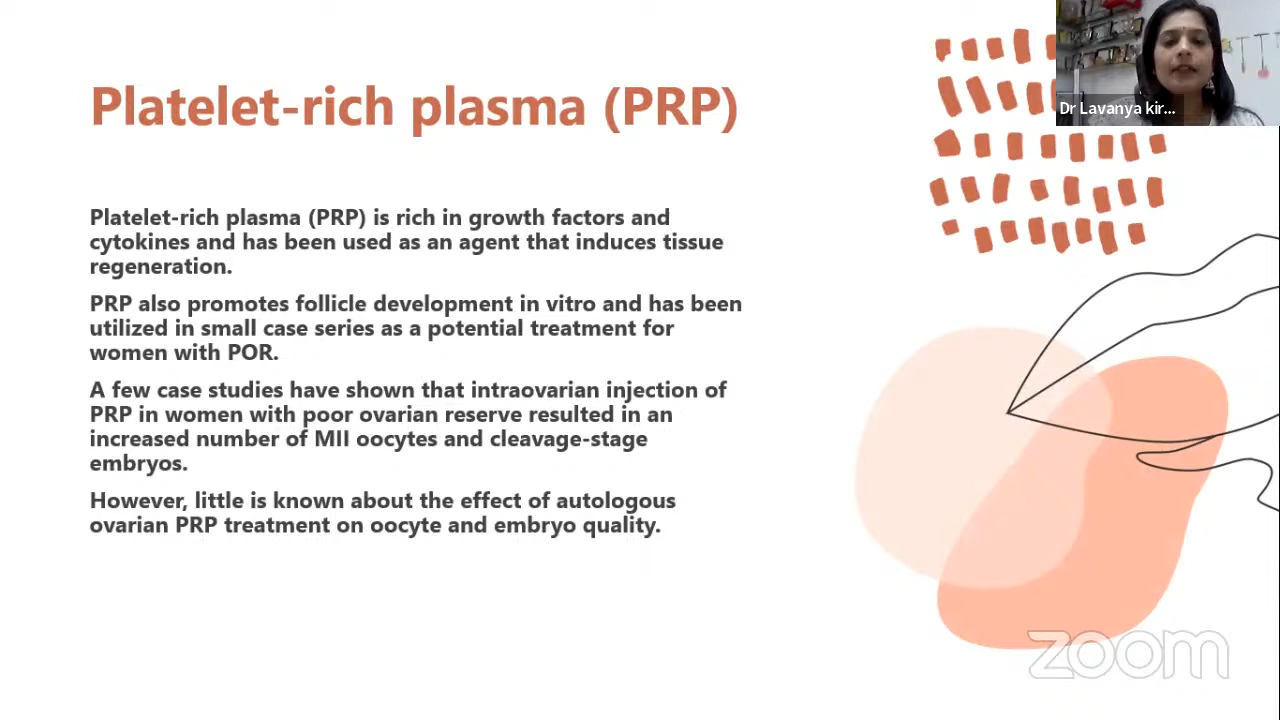 Platelet-rich plasma (PRP)
Dr Lavanya kir...
Platelet-rich plasma (PRP) is rich in growth factors and
cytokines and has been used as an agent that induces tissue
regeneration.
PRP also promotes follicle development in vitro and has been
utilized in small case series as a potential treatment for
women with POR.
A few case studies have shown that intraovarian injection of
PRP in women with poor ovarian reserve resulted in an
increased number of MII oocytes and cleavage-stage
embryos.
However, little is known about the effect of autologous
ovarian PRP treatment on oocyte and embryo quality.
zoom